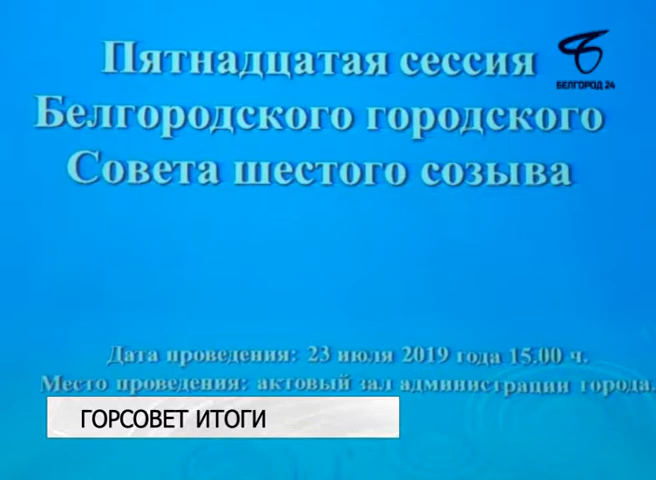 Пятнадцатая сессия
БЕЛГОРОД 24
Белгородского городского
Совета шестого созыва
Дата проведения: 23 июля 2019 года 15.00 ч.
Место проведения: актовый зал администрации города.
ГОРСОВЕТ ИТОГИ